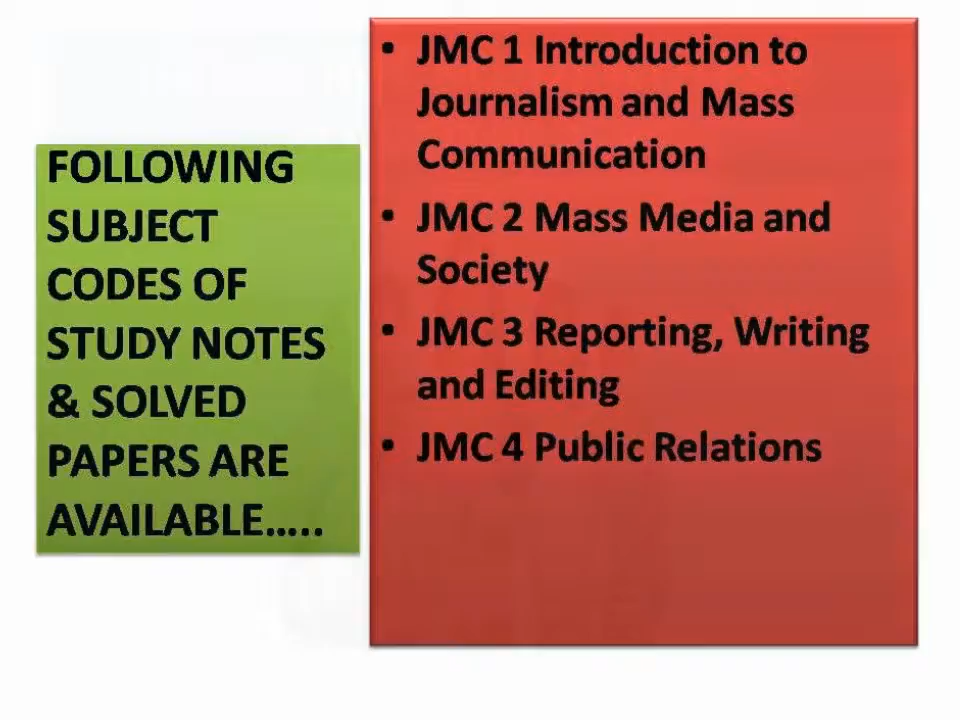 FOLLOWING
SUBJECT
CODES OF
STUDY NOTES
& SOLVED
PAPERS ARE
AVAILABLE…..
• JMC 1 Introduction to
Journalism and Mass
Communication
• JMC 2 Mass Media and
Society
• JMC 3 Reporting, Writing
and Editing
• JMC 4 Public Relations